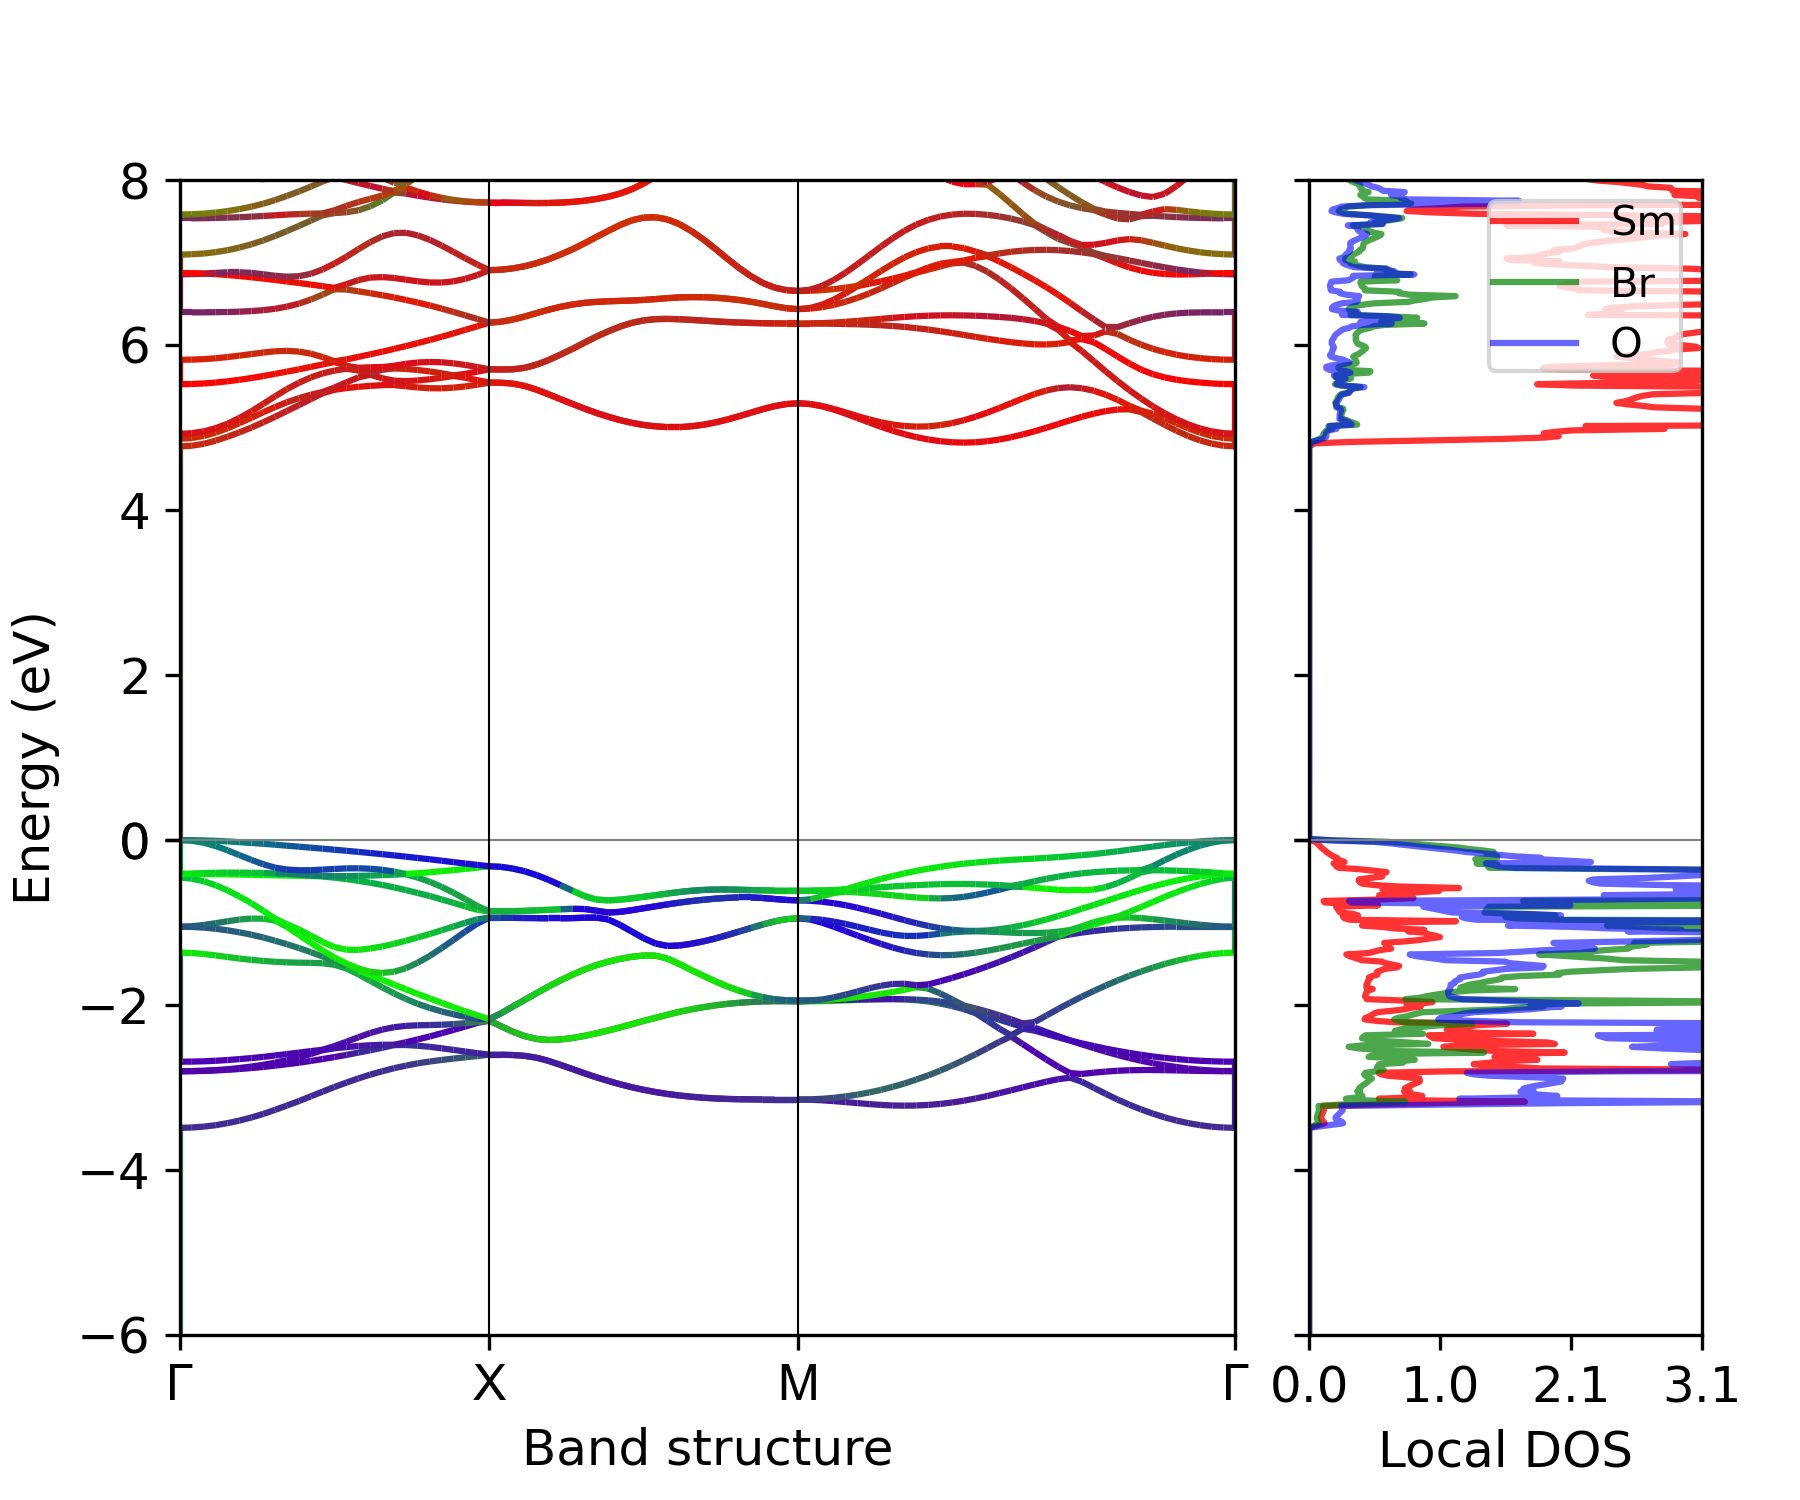 8
6
4
2
0
−2
−4
−6
Energy (eV)
Γ X M Γ
Band structure
Sm
Br
O
0.0 1.0 2.1 3.1
Local DOS